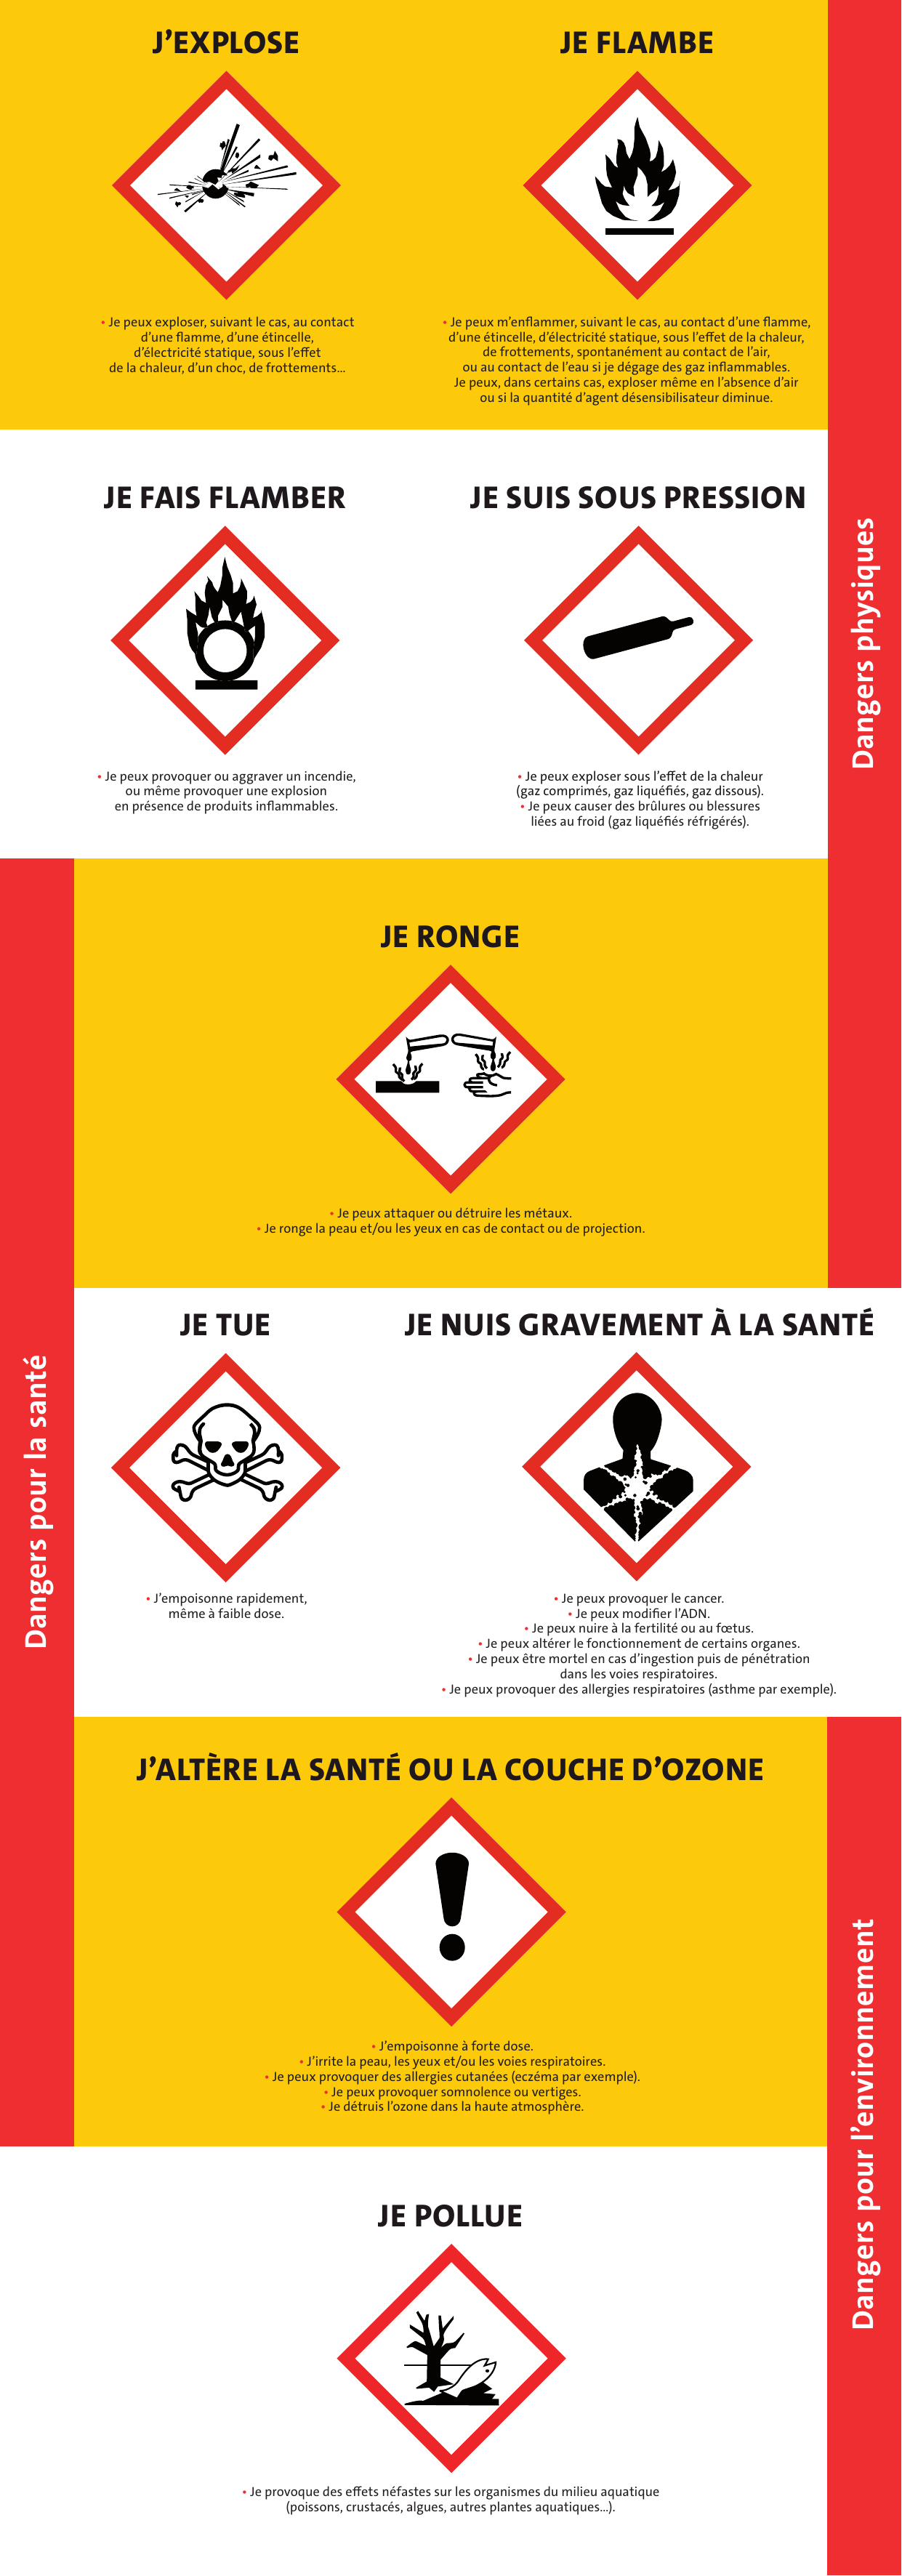 J’EXPLOSE
• Je peux exploser, suivant le cas, au contact
d’une flamme, d’une étincelle,
d’électricité statique, sous l’effet
de la chaleur, d’un choc, de frottements...
JE FLAMBE
• Je peux m’enflammer, suivant le cas, au contact d’une flamme,
d’une étincelle, d’électricité statique, sous l’effet de la chaleur,
de frottements, spontanément au contact de l’air,
ou au contact de l’eau si je dégage des gaz inflammables.
Je peux, dans certains cas, exploser même en l’absence d’air
ou si la quantité d’agent désensibilisateur diminue.
JE FAIS FLAMBER
• Je peux provoquer ou aggraver un incendie,
ou même provoquer une explosion
en présence de produits inflammables.
JE SUIS SOUS PRESSION
• Je peux exploser sous l’effet de la chaleur
(gaz comprimés, gaz liquéfiés, gaz dissous).
• Je peux causer des brûlures ou blessures
liées au froid (gaz liquéfiés réfrigérés).
Dangers physiques
JE RONGE
• Je peux attaquer ou détruire les métaux.
• Je ronge la peau et/ou les yeux en cas de contact ou de projection.
Dangers pour la santé
JE TUE
• J’empoisonne rapidement,
même à faible dose.
JE NUIS GRAVEMENT À LA SANTÉ
• Je peux provoquer le cancer.
• Je peux modifier l’ADN.
• Je peux nuire à la fertilité ou au fœtus.
• Je peux altérer le fonctionnement de certains organes.
• Je peux être mortel en cas d’ingestion puis de pénétration
dans les voies respiratoires.
• Je peux provoquer des allergies respiratoires (asthme par exemple).
J’ALTÈRE LA SANTÉ OU LA COUCHE D’OZONE
• J’empoisonne à forte dose.
• J’irrite la peau, les yeux et/ou les voies respiratoires.
• Je peux provoquer des allergies cutanées (eczéma par exemple).
• Je peux provoquer somnolence ou vertiges.
• Je détruis l’ozone dans la haute atmosphère.
Dangers pour l’environnement
JE POLLUE
• Je provoque des effets néfastes sur les organismes du milieu aquatique
(poissons, crustacés, algues, autres plantes aquatiques...).